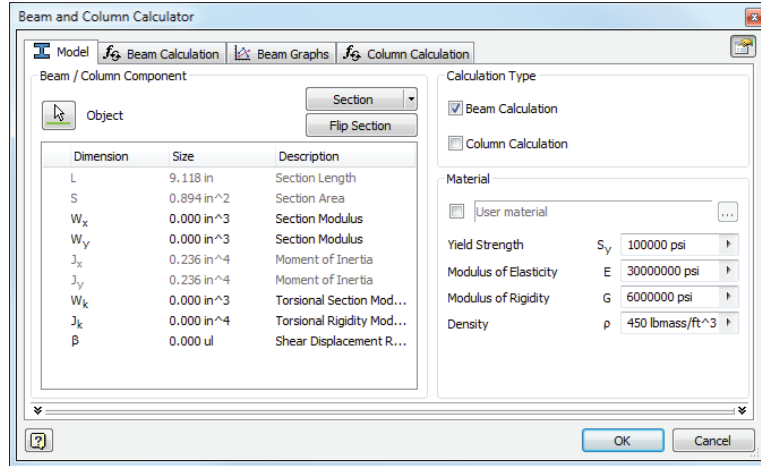 Beam and Column Calculator
Model
Beam Calculation
Beam Graphs
Column Calculation
Beam / Column Component
Object
Section
Flip Section
Dimension Size Description
L 9.118 in Section Length
S 0.894 in^2 Section Area
Wx 0.000 in^3 Section Modulus
Wy 0.000 in^3 Section Modulus
Jx 0.236 in^4 Moment of Inertia
Jy 0.236 in^4 Moment of Inertia
Wk 0.000 in^3 Torsional Section Mod...
Jk 0.000 in^4 Torsional Rigidity Mod...
β 0.000 ul Shear Displacement R...
Calculation Type
Beam Calculation
Column Calculation
Material
User material ...
Yield Strength Sy 100000 psi
Modulus of Elasticity E 30000000 psi
Modulus of Rigidity G 6000000 psi
Density ρ 450 lbmass/ft^3
OK Cancel